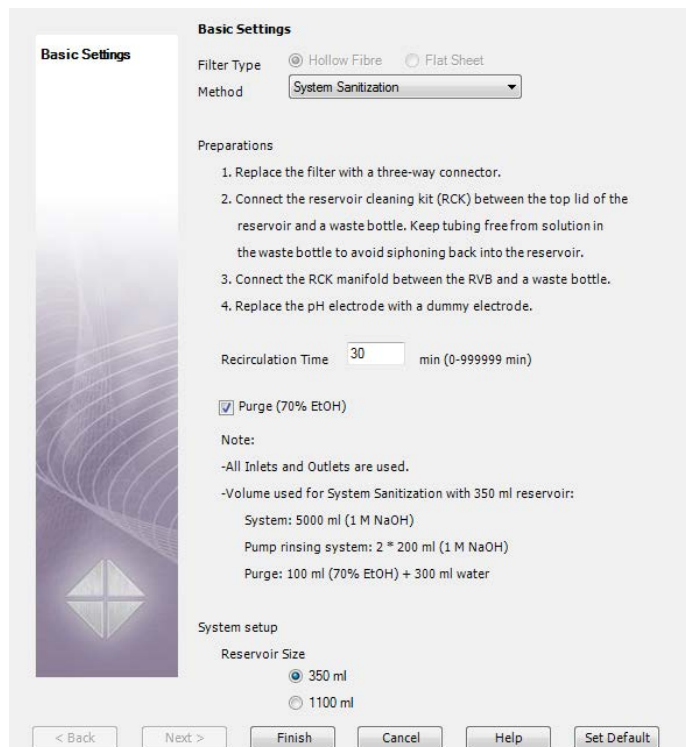 Basic Settings
Basic Settings
Filter Type
Hollow Fibre
Flat Sheet
Method
System Sanitization
Preparations
1. Replace the filter with a three-way connector.
2. Connect the reservoir cleaning kit (RCK) between the top lid of the
reservoir and a waste bottle. Keep tubing free from solution in
the waste bottle to avoid siphoning back into the reservoir.
3. Connect the RCK manifold between the RVB and a waste bottle.
4. Replace the pH electrode with a dummy electrode.
Recirculation Time 30 min (0-999999 min)
Purge (70% EtOH)
Note:
-All Inlets and Outlets are used.
-Volume used for System Sanitization with 350 ml reservoir:
System: 5000 ml (1 M NaOH)
Pump rinsing system: 2 * 200 ml (1 M NaOH)
Purge: 100 ml (70% EtOH) + 300 ml water
System setup
Reservoir Size
350 ml
1100 ml
< Back
Next >
Finish
Cancel
Help
Set Default